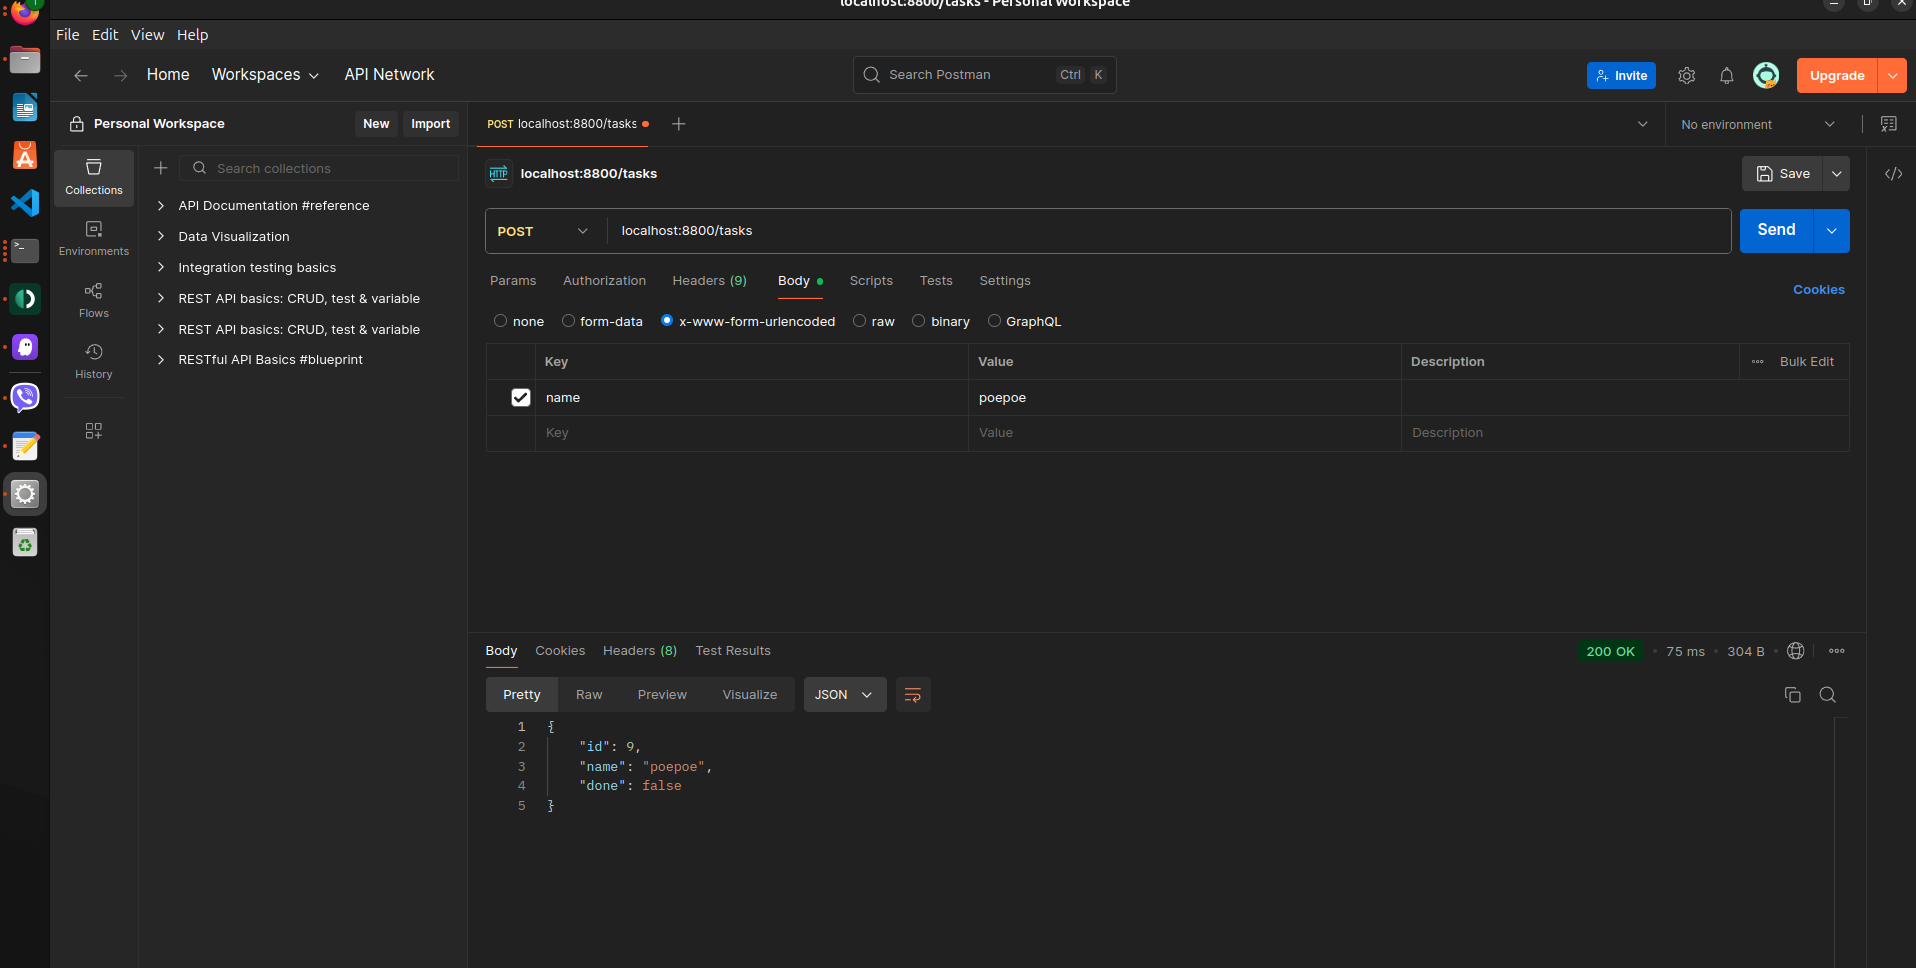 localhost:8800/tasks - Personal Workspace
File Edit View Help
Home Workspaces API Network
Search Postman Ctrl K
Invite
Upgrade
Personal Workspace New Import
POST localhost:8800/tasks
No environment
Collections
Search collections
HTTP localhost:8800/tasks
Save
API Documentation #reference
Data Visualization
Integration testing basics
REST API basics: CRUD, test & variable
REST API basics: CRUD, test & variable
RESTful API Basics #blueprint
Environments
Flows
History
POST localhost:8800/tasks
Send
Params Authorization Headers (9) Body Scripts Tests Settings
Cookies
none form-data x-www-form-urlencoded raw binary GraphQL
Key Value Description Bulk Edit
name poepoe
Key Value Description
Body Cookies Headers (8) Test Results
200 OK 75 ms 304 B
Pretty Raw Preview Visualize JSON
1 {
2 "id": 9,
3 "name": "poepoe",
4 "done": false
5 }